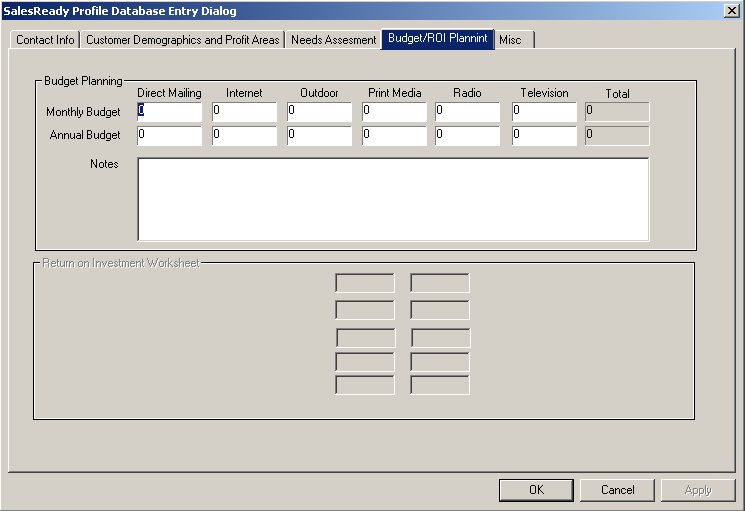 SalesReady Profile Database Entry Dialog
Contact Info Customer Demographics and Profit Areas Needs Assesment Budget/ROI Plannint Misc
Budget Planning
Direct Mailing Internet Outdoor Print Media Radio Television Total
Monthly Budget 0 0 0 0 0 0 0
Annual Budget 0 0 0 0 0 0 0
Notes
Return on Investment Worksheet
OK Cancel Apply